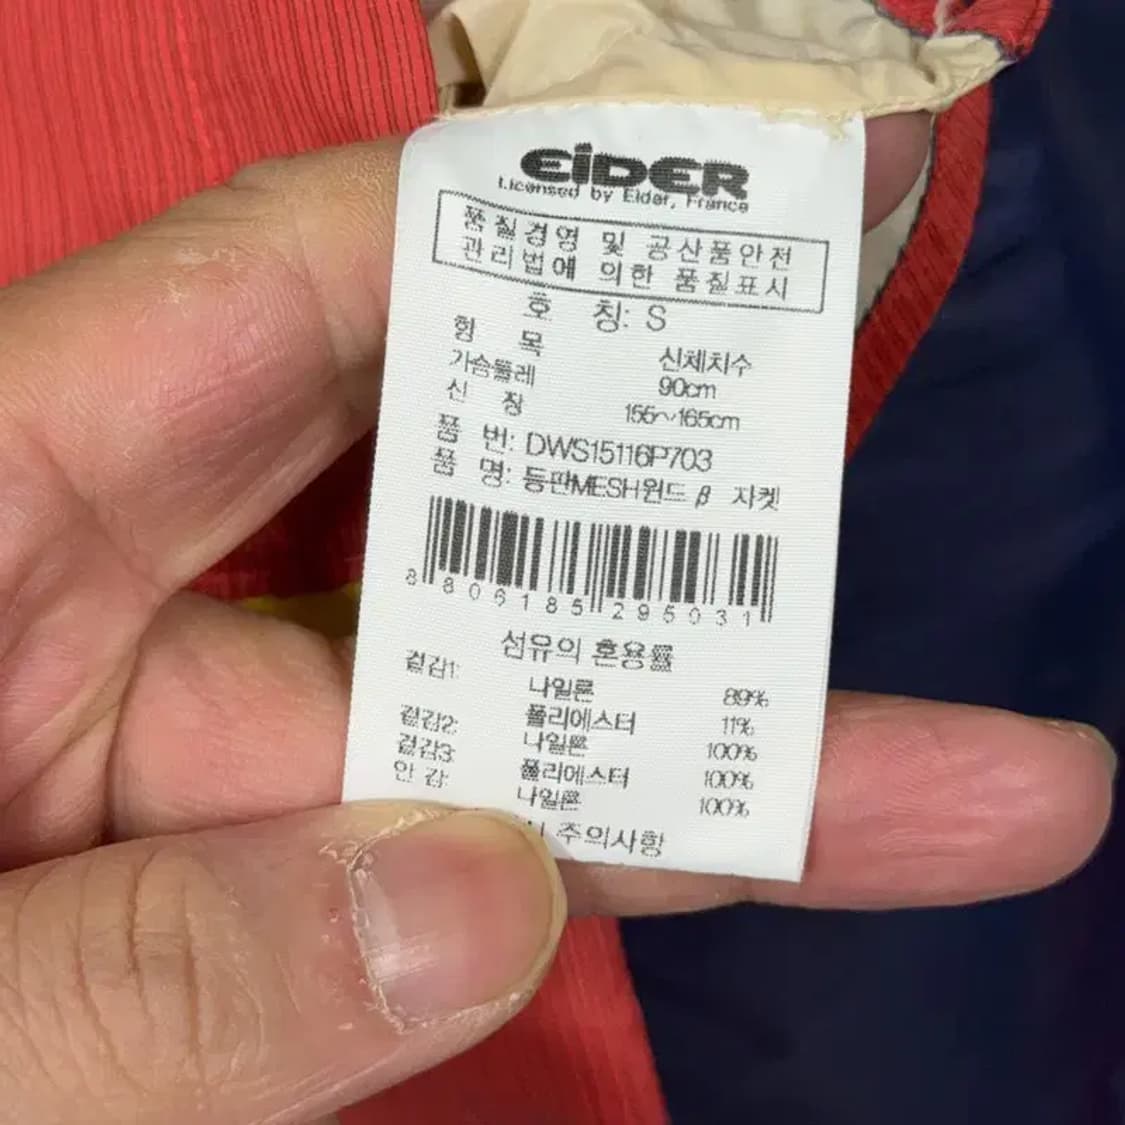 EiDER
Licensed by Eider, France
품질경영 및 공산품안전
관리법에 의한 품질표시
호 칭: S
항 목 신체치수
가슴둘레 90cm
신 장 155~165cm
품 번: DWS15116P703
품 명: 등판MESH윈드 β 자켓
8 806185 295031
섬유의 혼용률
겉감1: 나일론 89%
폴리에스터 11%
겉감2: 나일론 100%
겉감3: 폴리에스터 100%
안 감: 나일론 100%
주의사항